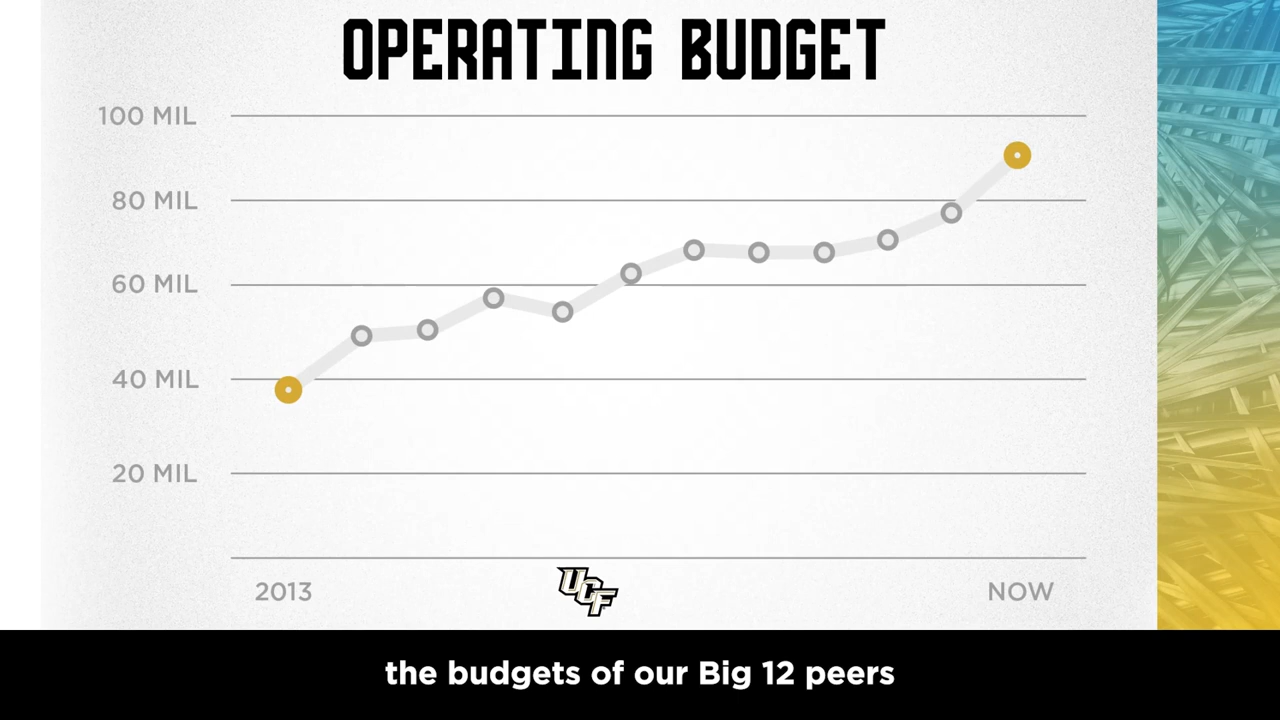 OPERATING BUDGET
100 MIL
80 MIL
60 MIL
40 MIL
20 MIL
2013
UCF
NOW
the budgets of our Big 12 peers